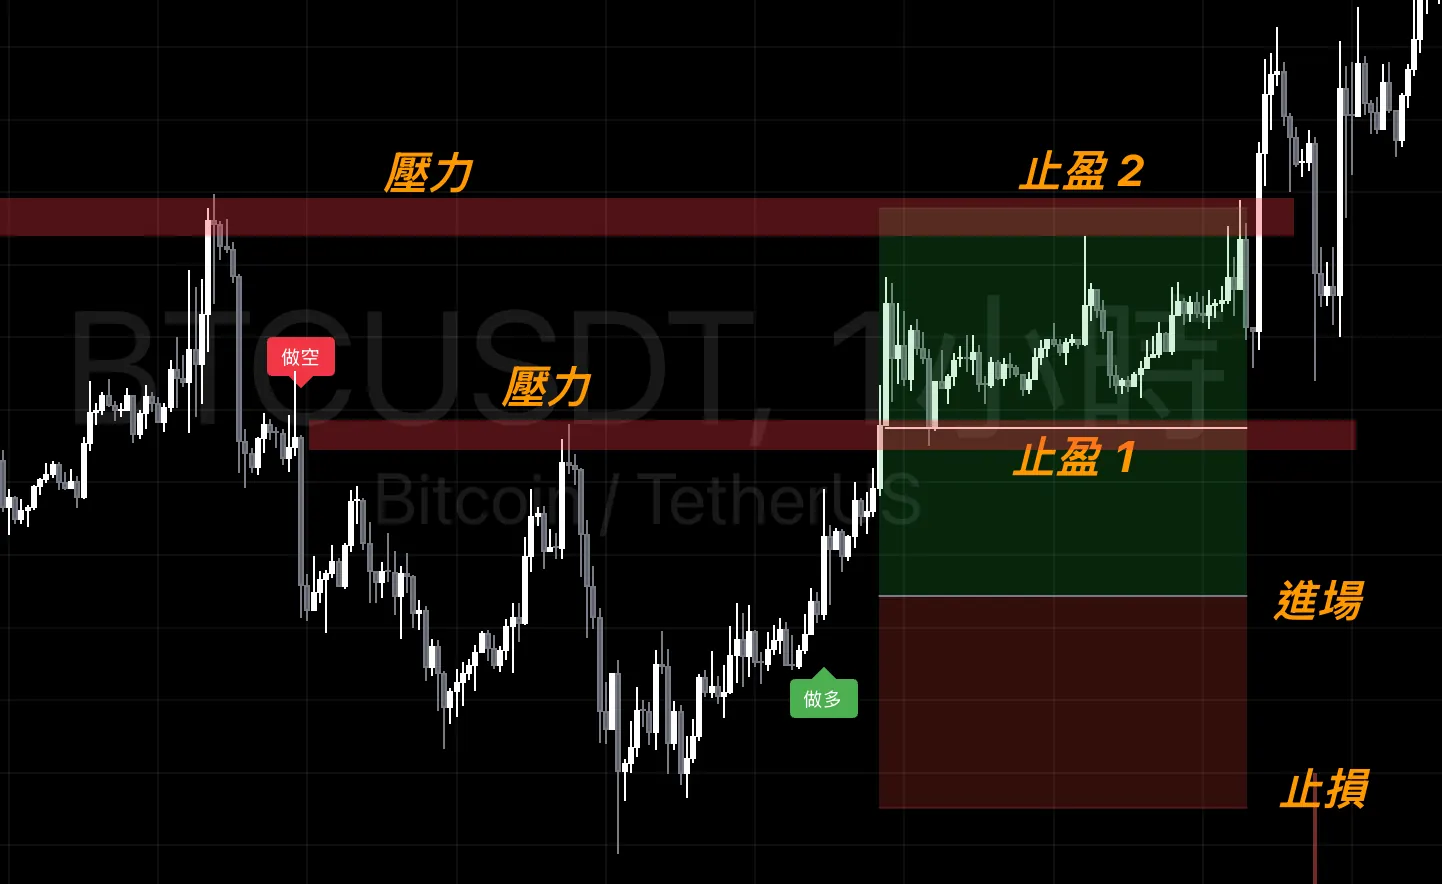 壓力
止盈 2
BTCUSDT, 1小時
做空
壓力
止盈 1
Bitcoin / TetherUS
進場
做多
止損